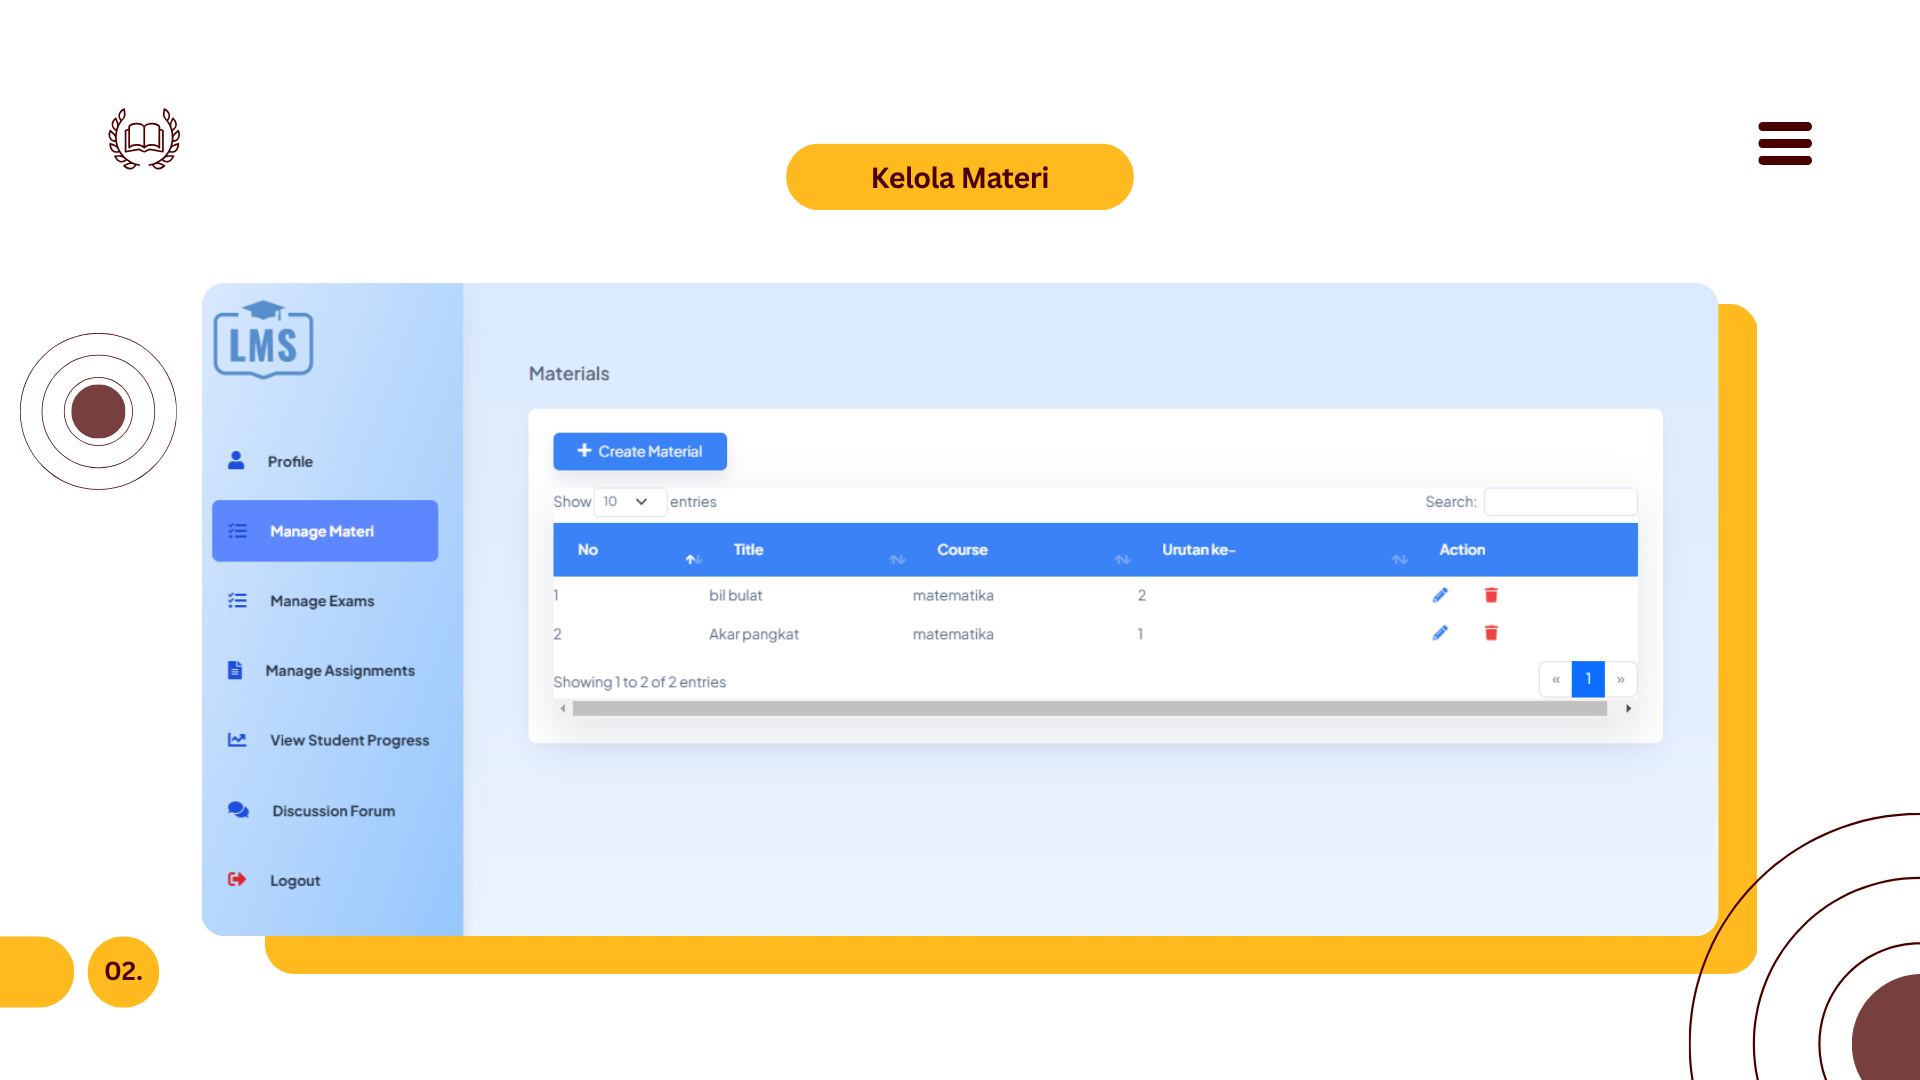 Kelola Materi
LMS
Profile
Manage Materi
Manage Exams
Manage Assignments
View Student Progress
Discussion Forum
Logout
Materials
+ Create Material
Show 10 entries Search:
No Title Course Urutan ke- Action
1 bil bulat matematika 2
2 Akar pangkat matematika 1
Showing 1 to 2 of 2 entries « 1 »
02.